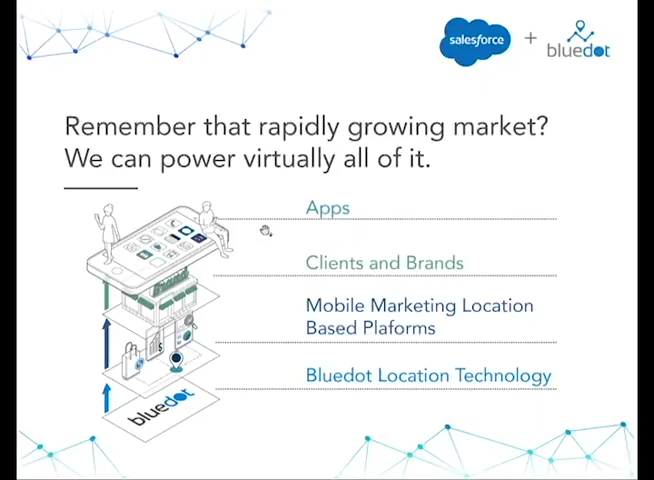 salesforce + bluedot
Remember that rapidly growing market?
We can power virtually all of it.
Apps
Clients and Brands
Mobile Marketing Location
Based Plaforms
Bluedot Location Technology
Brand
bluedot